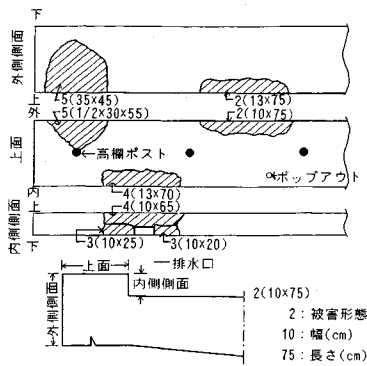 下
外側側面
上
5(35×45)
2(13×75)
外
5(1/2×30×55)
2(10×75)
上面
高欄ポスト
ポップアウト
内
4(13×70)
上
4(10×65)
内側側面
下
3(10×25)
3(10×20)
排水口
上面
内側側面
外側側面
2(10×75)
2:被害形態
10:幅(cm)
75:長さ(cm)